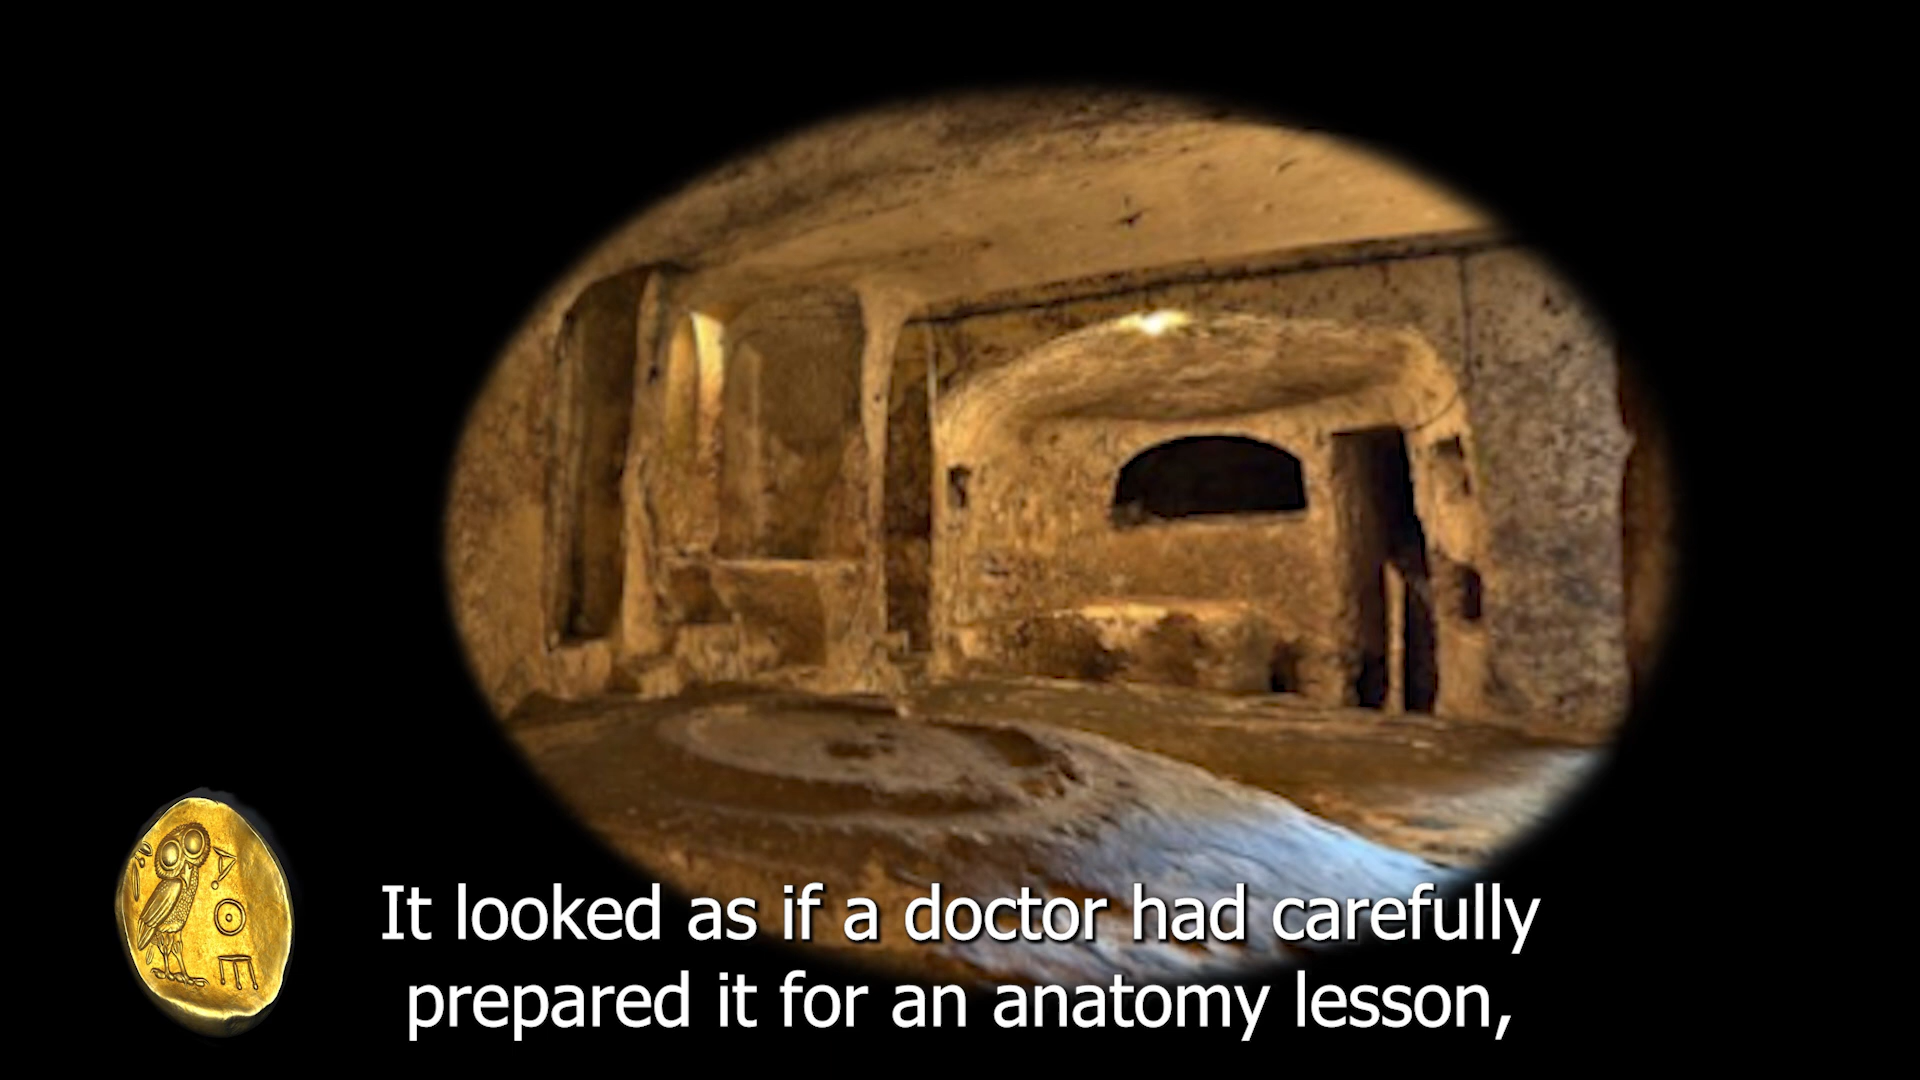 It looked as if a doctor had carefully
prepared it for an anatomy lesson,